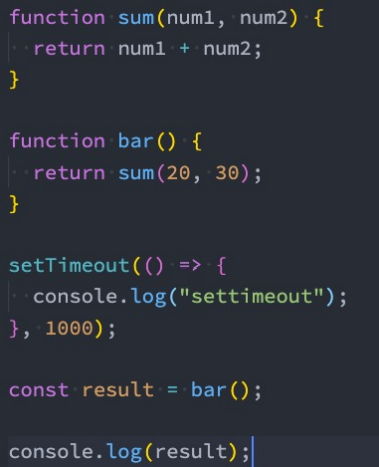 function sum(num1, num2) {
  return num1 + num2;
}

function bar() {
  return sum(20, 30);
}

setTimeout(() => {
  console.log("settimeout");
}, 1000);

const result = bar();

console.log(result);